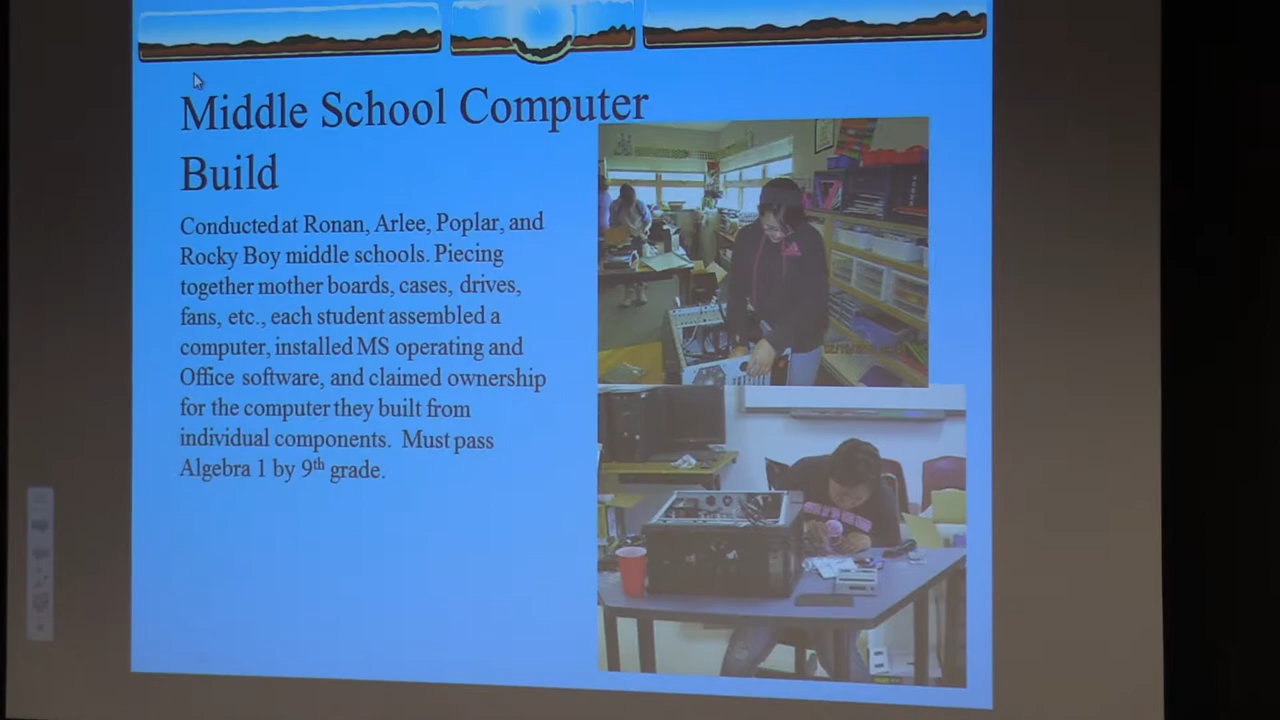 Middle School Computer
Build
Conducted at Ronan, Arlee, Poplar, and
Rocky Boy middle schools. Piecing
together mother boards, cases, drives,
fans, etc., each student assembled a
computer, installed MS operating and
Office software, and claimed ownership
for the computer they built from
individual components. Must pass
Algebra 1 by 9th grade.